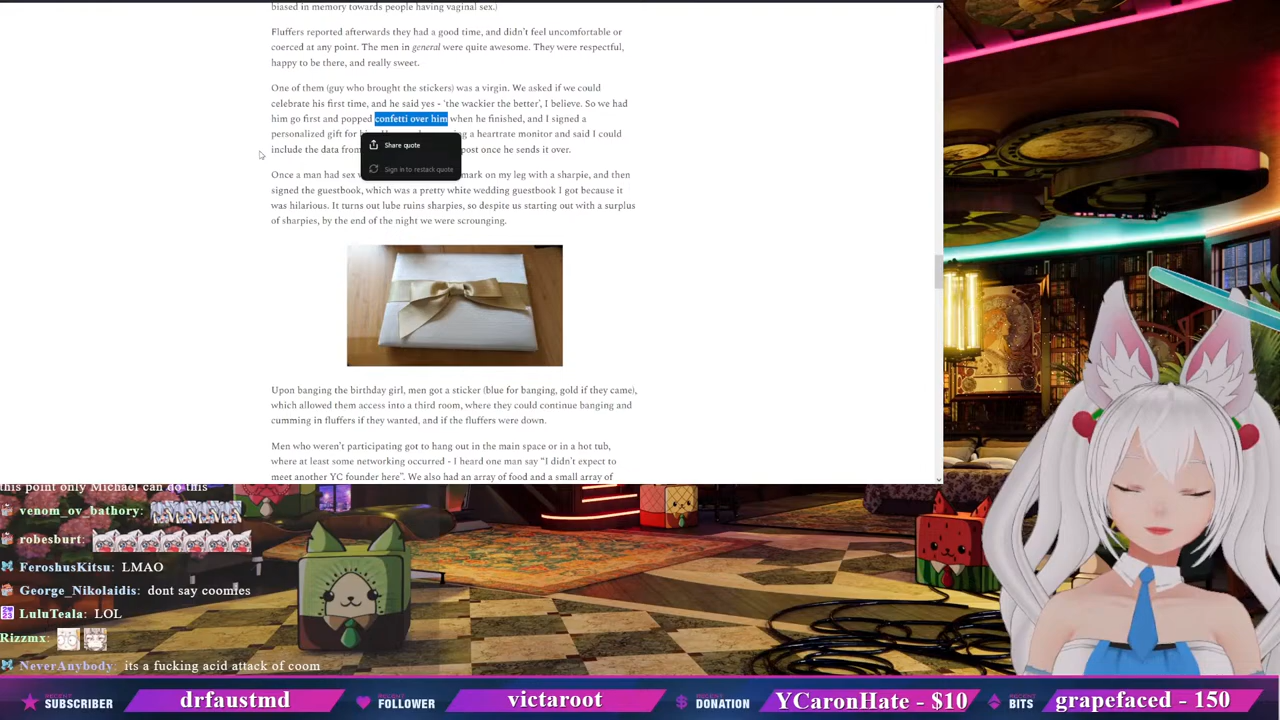 biased in memory towards people having vaginal sex.)
Fluffers reported afterwards they had a good time, and didn't feel uncomfortable or
coerced at any point. The men in general were quite awesome. They were respectful,
happy to be there, and really sweet.
One of them (guy who brought the stickers) was a virgin. We asked if we could
celebrate his first time, and he said yes - 'the wackier the better', I believe. So we had
him go first and popped confetti over him when he finished, and I signed a
personalized gift for g a heartrate monitor and said I could
include the data from post once he sends it over.
Share quote
Sign in to restack quote
Once a man had sex mark on my leg with a sharpie, and then
signed the guestbook, which was a pretty white wedding guestbook I got because it
was hilarious. It turns out lube ruins sharpies, so despite us starting out with a surplus
of sharpies, by the end of the night we were scrounging.
Upon banging the birthday girl, men got a sticker (blue for banging, gold if they came),
which allowed them access into a third room, where they could continue banging and
cumming in fluffers if they wanted, and if the fluffers were down.
Men who weren't participating got to hang out in the main space or in a hot tub,
where at least some networking occurred - I heard one man say "I didn't expect to
meet another YC founder here". We also had an array of food and a small array of
this point only Michael can do this
venom_ov_bathory:
robesburt:
FeroshusKitsu: LMAO
George_Nikolaidis: dont say coomies
LuluTeala: LOL
Rizzmx:
NeverAnybody: its a fucking acid attack of coom
RECENT SUBSCRIBER drfaustmd RECENT FOLLOWER victaroot RECENT DONATION YCaronHate - $10 RECENT BITS grapefaced - 150